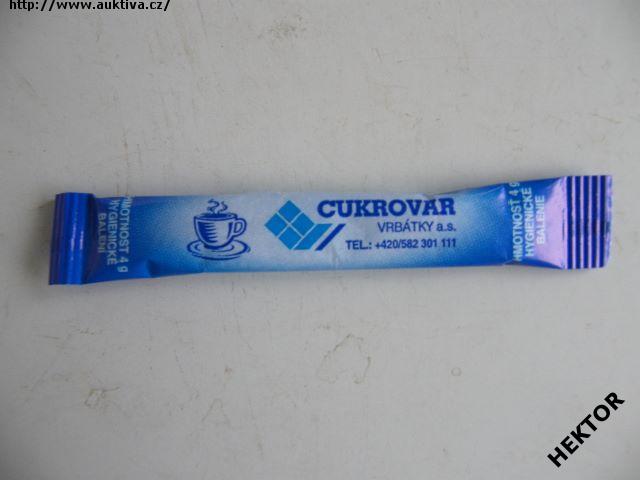 http://www.auktiva.cz/
HMOTNOSŤ 4 g
HYGIENICKÉ
BALENÍ
CUKROVAR
VRBÁTKY a.s.
TEL.: +420/582 301 111
HMOTNOSŤ 4 g
HYGIENICKÉ
BALENIE
HEKTOR